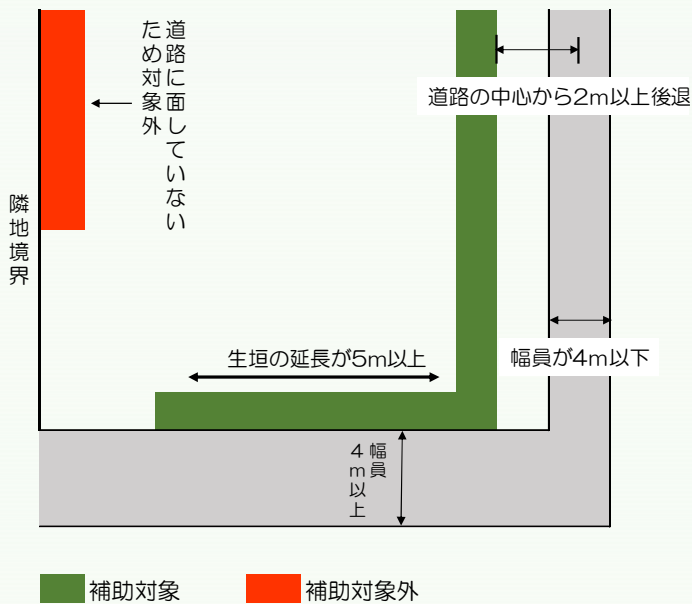 道路に面していない
ため対象外
道路の中心から2m以上後退
隣地境界
生垣の延長が5m以上
幅員が4m以下
幅員
4m以上
補助対象
補助対象外